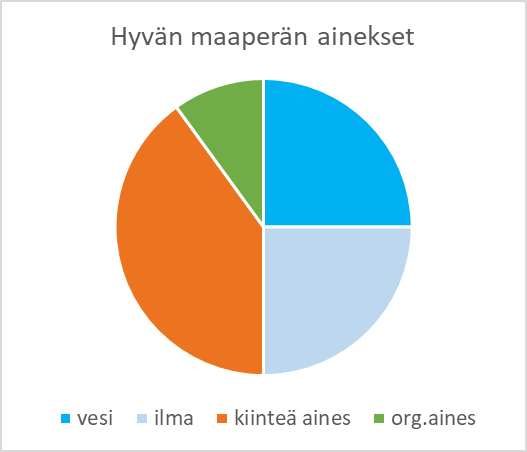 Hyvän maaperän ainekset
vesi ilma kiinteä aines org.aines